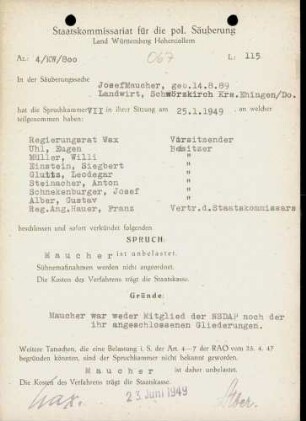 Staatskommissariat für die pol. Säuberung
Land Württemberg Hohenzollern
Az.: 4/KW/800 067 L: 115
In der Säuberungssache
Josef Maucher, geb. 14.8.89
Landwirt, Schwörzkirch Krs. Ehingen/Do.
hat die Spruchkammer VII in ihrer Sitzung am 25.1.1949 an welcher
teilgenommen haben:
Regierungsrat Wax Vorsitzender
Uhl, Eugen Beisitzer
Müller, Willi "
Einstein, Siegbert "
Glutts, Leodegar "
Steinacher, Anton "
Schnekenburger, Josef "
Alber, Gustav "
Reg.Ang. Hauer, Franz Vertr.d.Staatskommissars
beschlossen und sofort verkündet folgenden
SPRUCH
Maucher ist unbelastet.
Sühnemaßnahmen werden nicht angeordnet.
Die Kosten des Verfahrens trägt die Staatskasse.
Gründe:
Maucher war weder Mitglied der NSDAP noch der
ihr angeschlossenen Gliederungen.
Weitere Tatsachen, die eine Belastung i. S. der Art. 4—7 der RAO vom 25. 4. 47
begründen könnten, sind der Spruchkammer nicht bekannt geworden.
Maucher ist daher unbelastet.
Die Kosten des Verfahrens trägt die Staatskasse.
Wax. 23. Juni 1949 Alber.